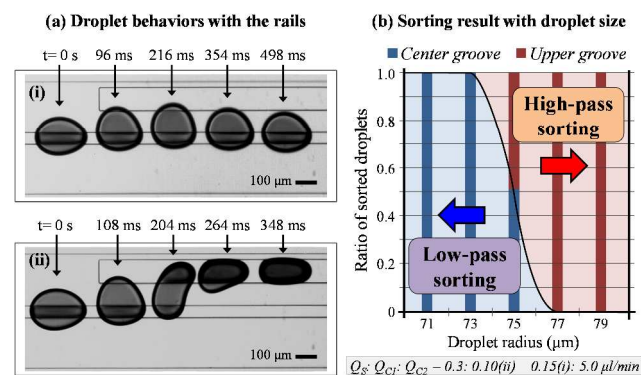 (a) Droplet behaviors with the rails
t= 0 s 96 ms 216 ms 354 ms 498 ms
(i)
100 μm
t= 0 s 108 ms 204 ms 264 ms 348 ms
(ii)
100 μm
(b) Sorting result with droplet size
Center groove Upper groove
Ratio of sorted droplets
1.0
0.8
0.6
0.4
0.2
0
High-pass
sorting
Low-pass
sorting
71 73 75 77 79
Droplet radius (μm)
QS: QC1: QC2 – 0.3: 0.10(ii) 0.15(i): 5.0 μl/min